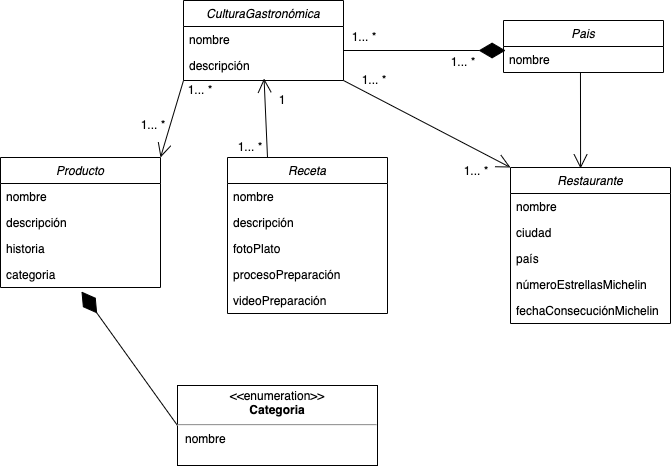 CulturaGastronómica
nombre
descripción
1... *
1... *
1... *
Pais
nombre
1... *
1... *
1
1... *
1... *
1... *
Producto
nombre
descripción
historia
categoria
Receta
nombre
descripción
fotoPlato
procesoPreparación
videoPreparación
Restaurante
nombre
ciudad
país
númeroEstrellasMichelin
fechaConsecuciónMichelin
<<enumeration>>
Categoria
nombre